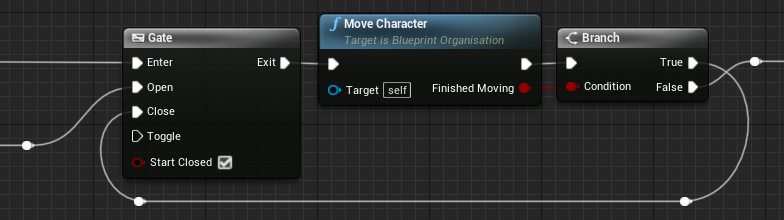 Gate
Enter
Exit
Open
Close
Toggle
Start Closed
Move Character
Target is Blueprint Organisation
Target self
Finished Moving
Branch
True
Condition
False